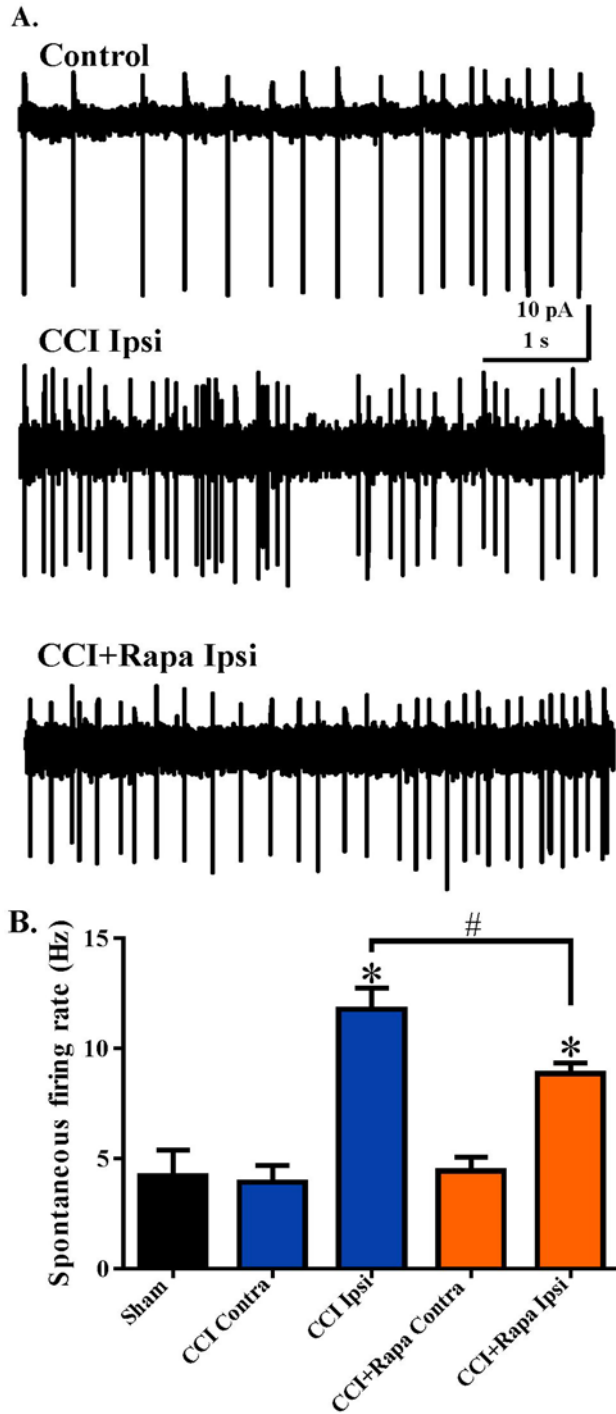 A.
Control
10 pA
1 s
CCI Ipsi
CCI+Rapa Ipsi
B.
Spontaneous firing rate (Hz)
15
10
5
0
#
*
*
Sham
CCI Contra
CCI Ipsi
CCI+Rapa Contra
CCI+Rapa Ipsi